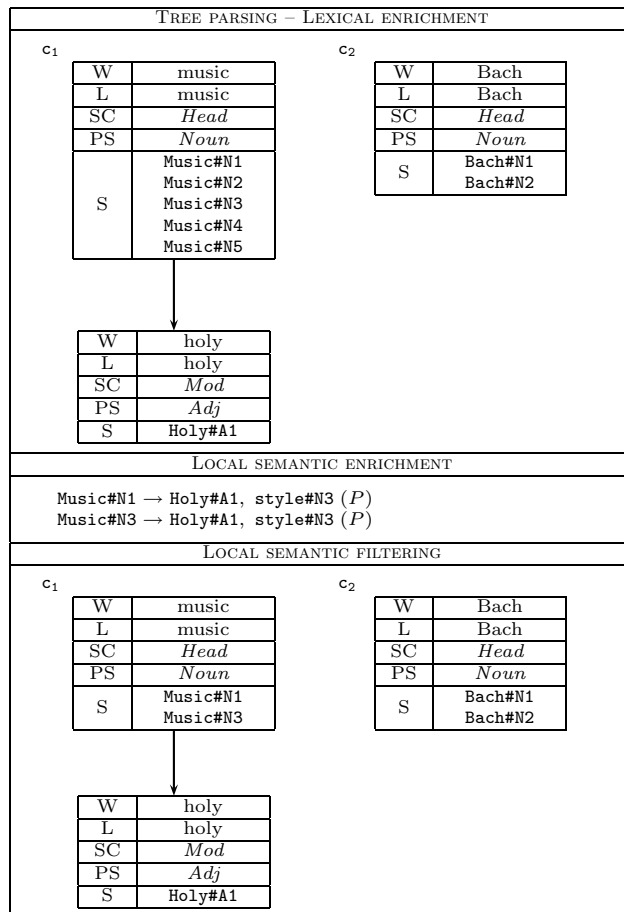 TREE PARSING – LEXICAL ENRICHMENT
c1 c2
W music W Bach
L music L Bach
SC Head SC Head
PS Noun PS Noun
S Music#N1 S Bach#N1
Music#N2 Bach#N2
Music#N3
Music#N4
Music#N5
W holy
L holy
SC Mod
PS Adj
S Holy#A1
LOCAL SEMANTIC ENRICHMENT
Music#N1 → Holy#A1, style#N3 (P)
Music#N3 → Holy#A1, style#N3 (P)
LOCAL SEMANTIC FILTERING
c1 c2
W music W Bach
L music L Bach
SC Head SC Head
PS Noun PS Noun
S Music#N1 S Bach#N1
Music#N3 Bach#N2
W holy
L holy
SC Mod
PS Adj
S Holy#A1